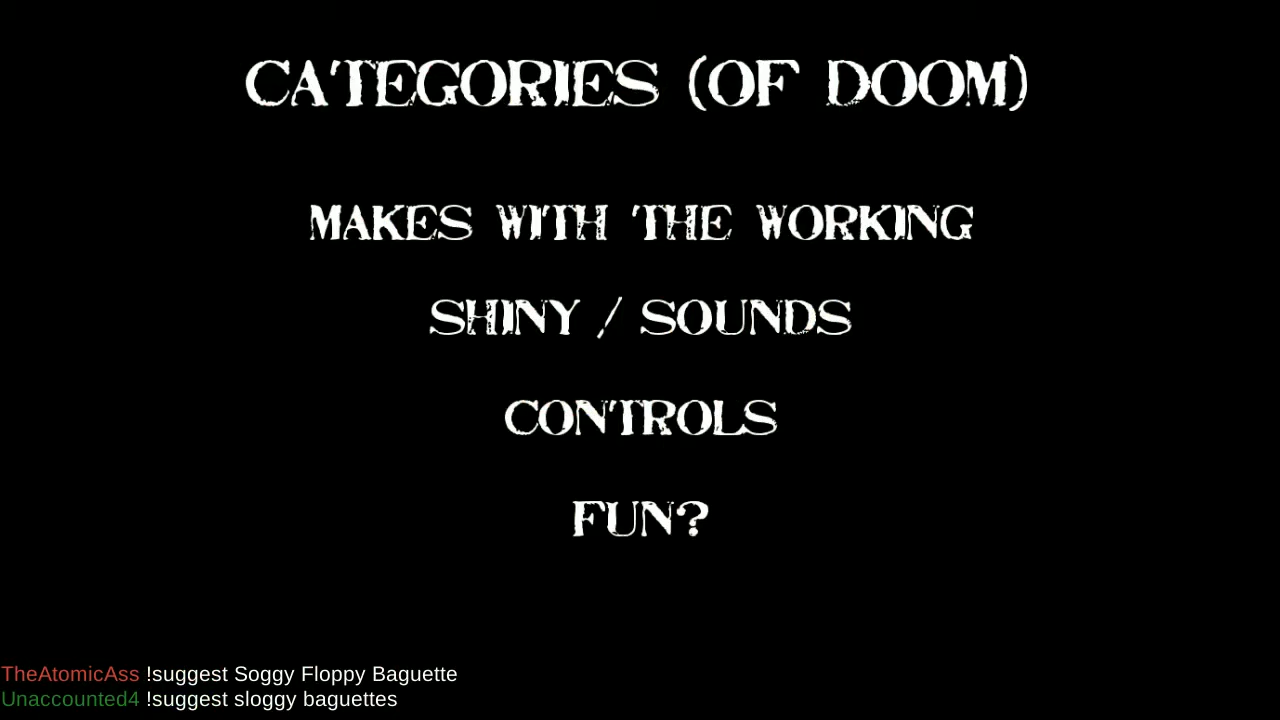 CATEGORIES (OF DOOM)
MAKES WITH THE WORKING
SHINY / SOUNDS
CONTROLS
FUN?
TheAtomicAss !suggest Soggy Floppy Baguette
Unaccounted4 !suggest sloggy baguettes